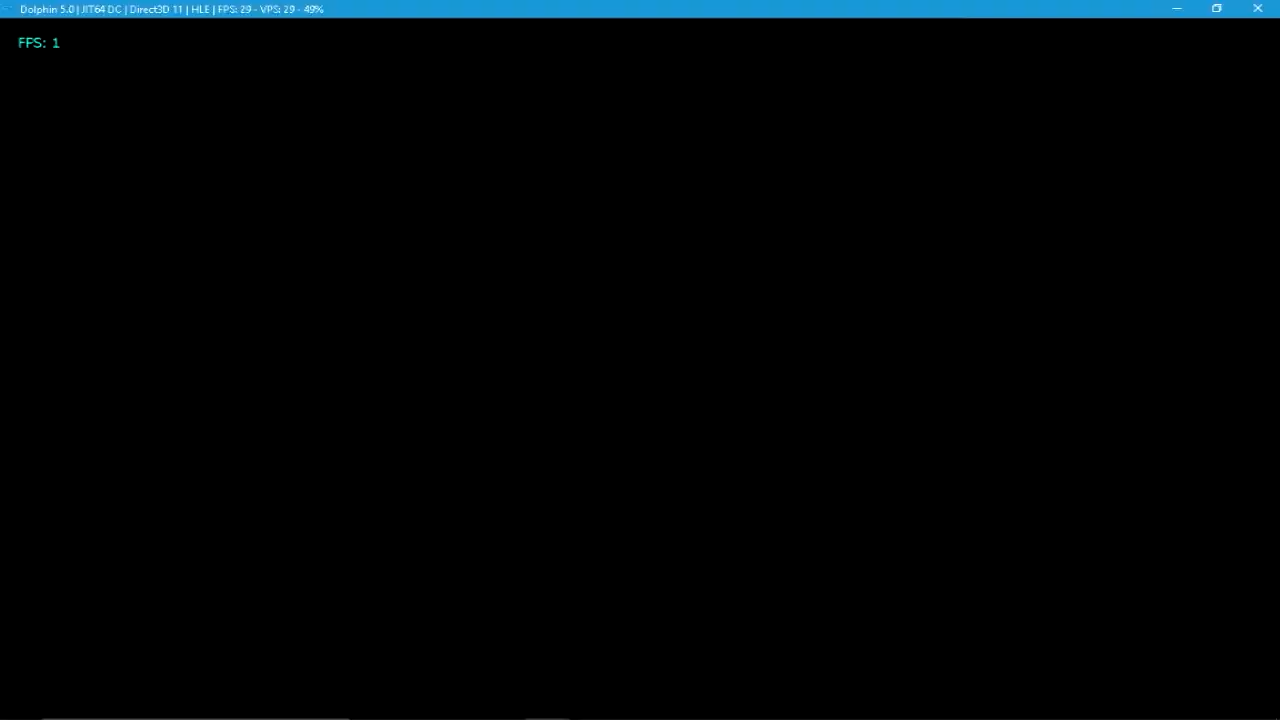 Dolphin 5.0 | JIT64 DC | Direct3D 11 | HLE | FPS: 29 - VPS: 29 - 49%
FPS: 1